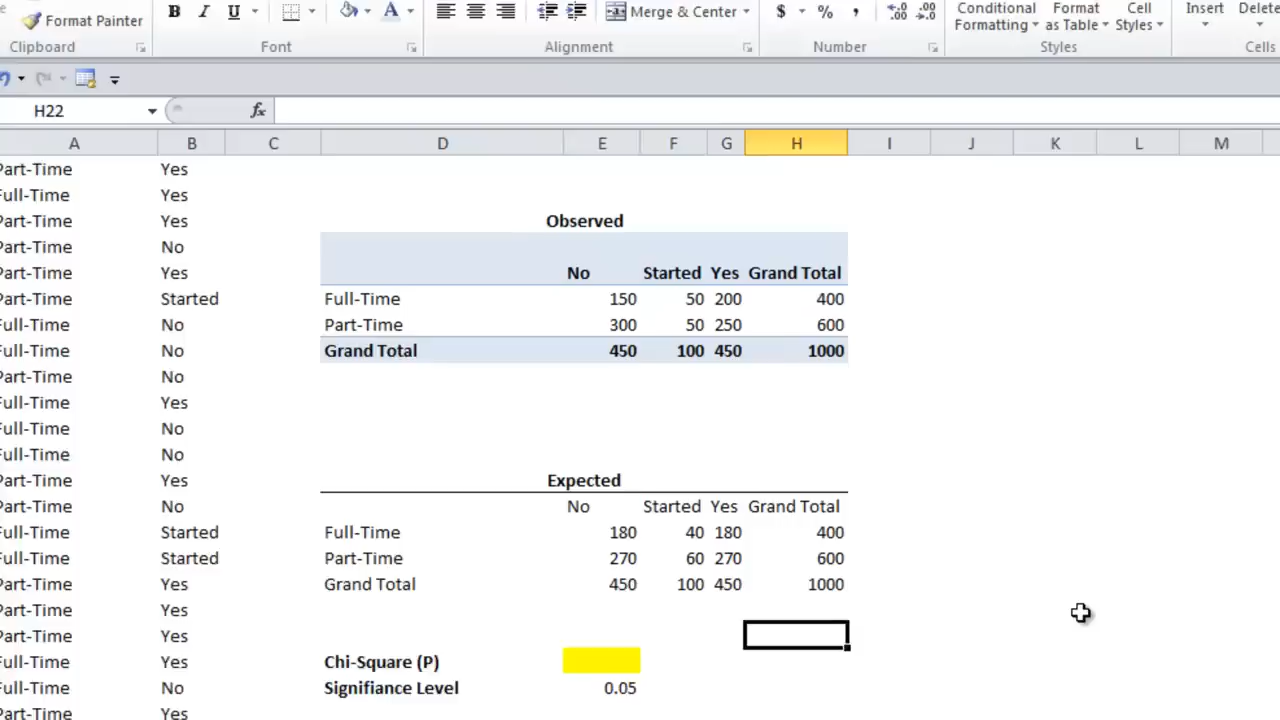 Format Painter B I U A Merge & Center $ % , .0 .00 .00 .0 Conditional Format Cell Insert Delete
Formatting as Table Styles
Clipboard Font Alignment Number Styles Cells
H22 fx
A B C D E F G H I J K L M
Part-Time Yes
Full-Time Yes
Part-Time Yes Observed
Part-Time No
Part-Time Yes No Started Yes Grand Total
Part-Time Started Full-Time 150 50 200 400
Full-Time No Part-Time 300 50 250 600
Full-Time No Grand Total 450 100 450 1000
Part-Time No
Full-Time Yes
Full-Time No
Full-Time No
Part-Time Yes Expected
Part-Time No No Started Yes Grand Total
Full-Time Started Full-Time 180 40 180 400
Full-Time Started Part-Time 270 60 270 600
Part-Time Yes Grand Total 450 100 450 1000
Part-Time Yes
Part-Time Yes
Full-Time Yes Chi-Square (P)
Full-Time No Signifiance Level 0.05
Part-Time Yes